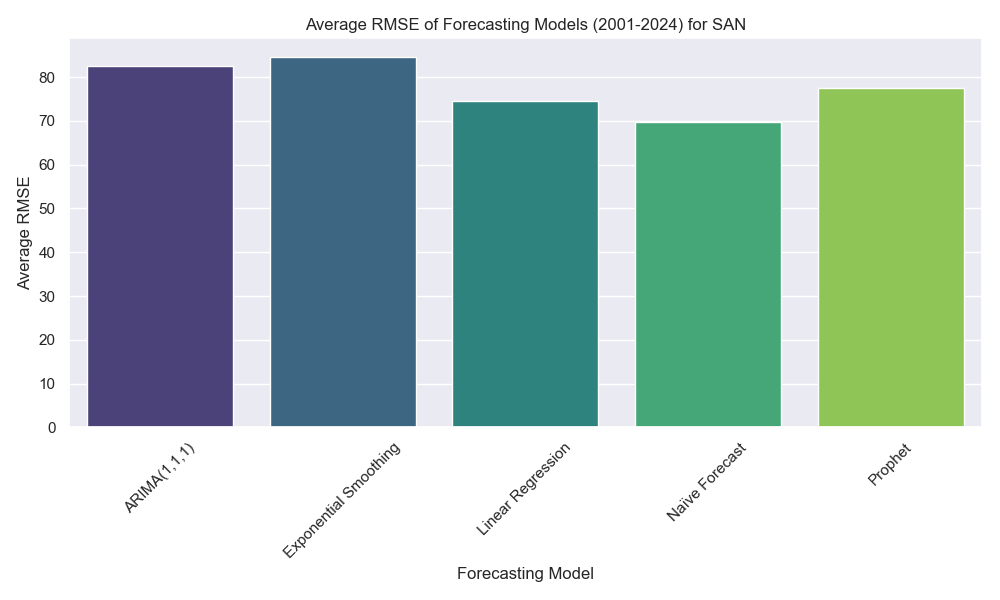 Average RMSE of Forecasting Models (2001-2024) for SAN
Average RMSE
80
70
60
50
40
30
20
10
0
ARIMA(1,1,1)
Exponential Smoothing
Linear Regression
Naïve Forecast
Prophet
Forecasting Model